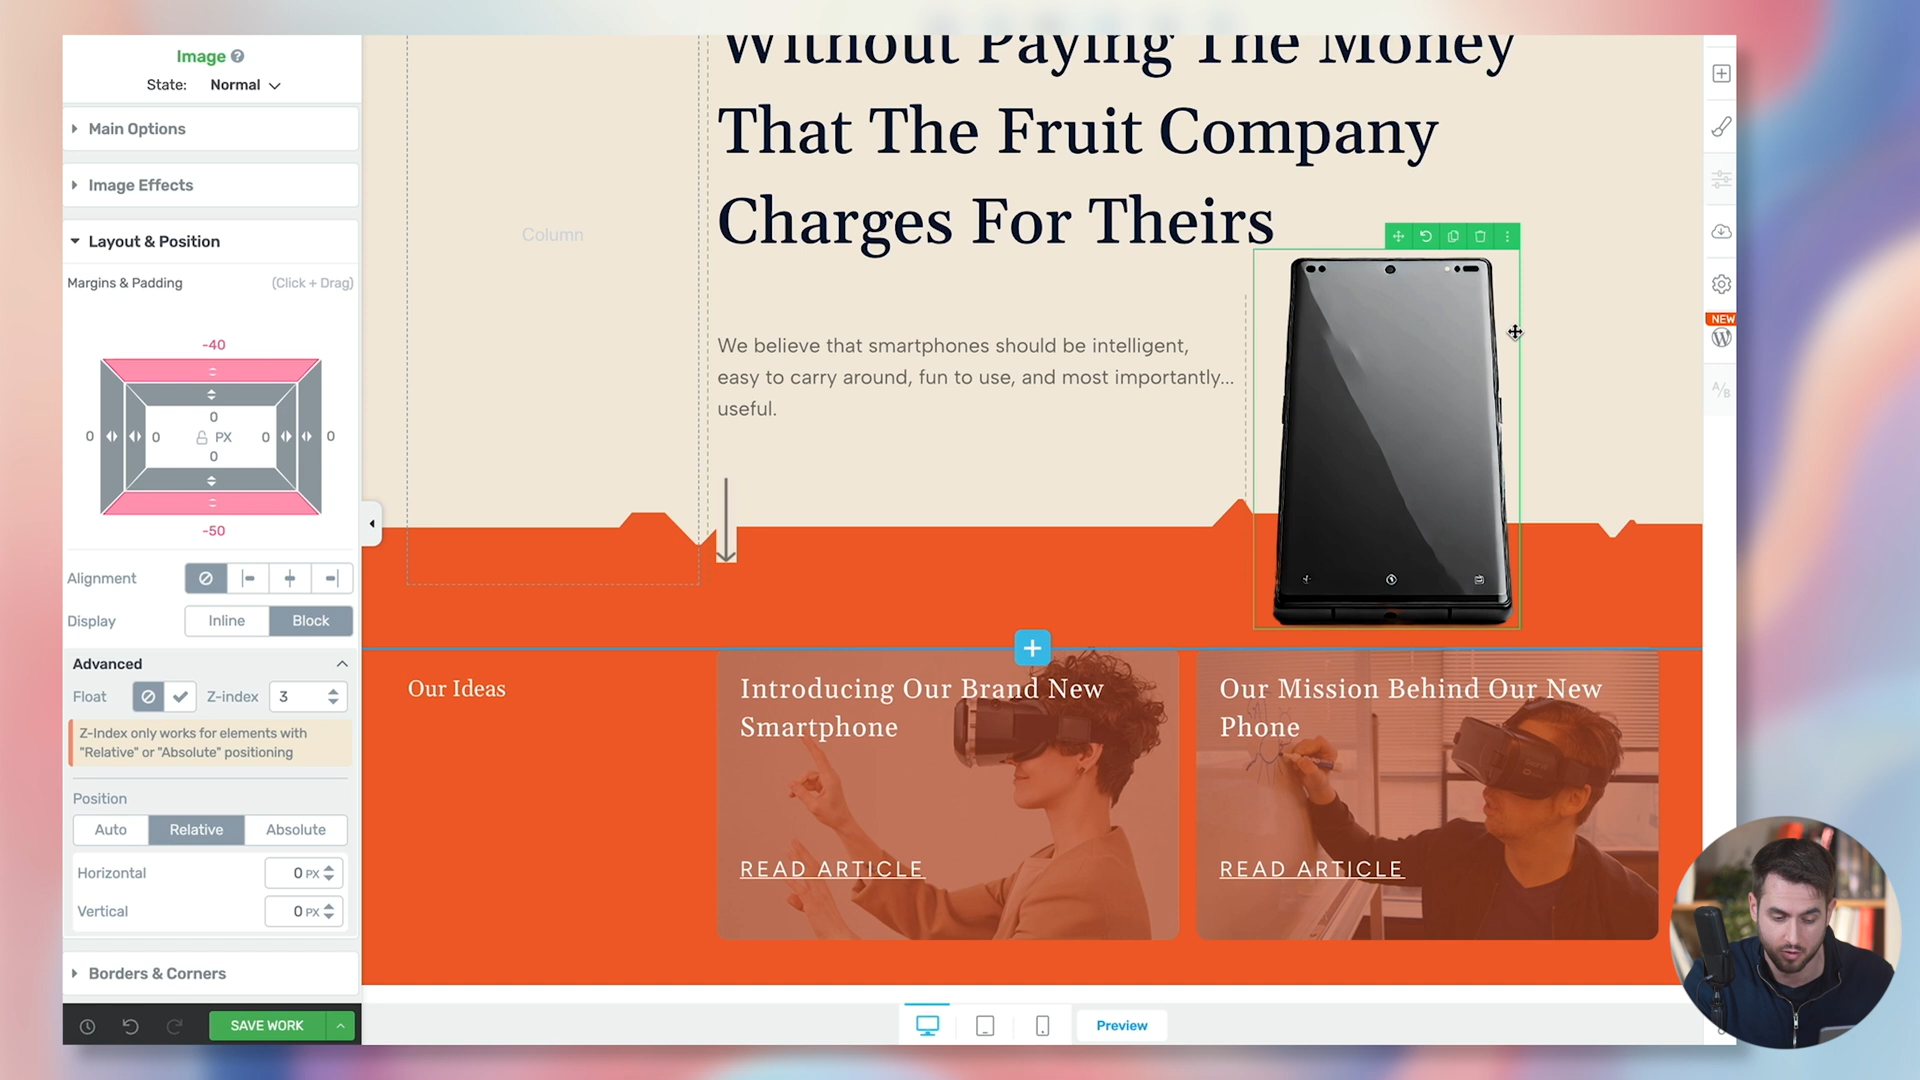 Image
State: Normal
Main Options
Image Effects
Layout & Position
Margins & Padding (Click + Drag)
-40
0
0 0 PX 0 0
0
-50
Alignment
Display Inline Block
Advanced
Float Z-index 3
Z-Index only works for elements with
"Relative" or "Absolute" positioning
Position
Auto Relative Absolute
Horizontal 0 PX
Vertical 0 PX
Borders & Corners
SAVE WORK
Column
Without Paying The Money
That The Fruit Company
Charges For Theirs
We believe that smartphones should be intelligent,
easy to carry around, fun to use, and most importantly...
useful.
Our Ideas
Introducing Our Brand New
Smartphone
READ ARTICLE
Our Mission Behind Our New
Phone
READ ARTICLE
Preview
NEW
A/B